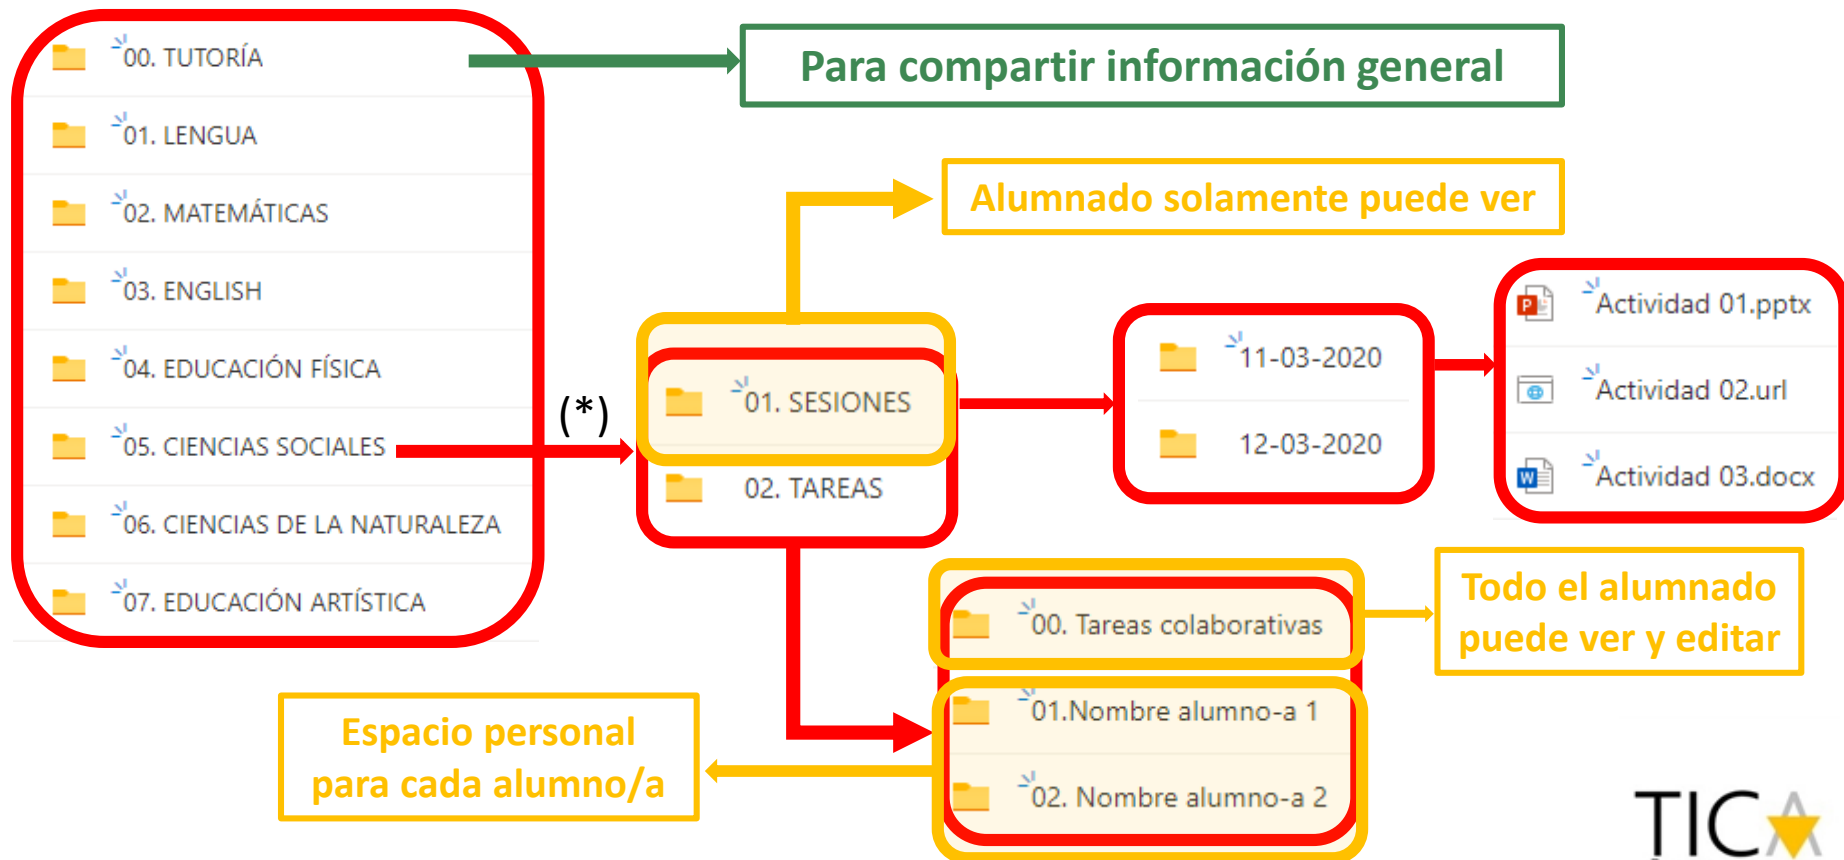 00. TUTORÍA
01. LENGUA
02. MATEMÁTICAS
03. ENGLISH
04. EDUCACIÓN FÍSICA
05. CIENCIAS SOCIALES
06. CIENCIAS DE LA NATURALEZA
07. EDUCACIÓN ARTÍSTICA
Para compartir información general
Alumnado solamente puede ver
(*)
01. SESIONES
02. TAREAS
11-03-2020
12-03-2020
Actividad 01.pptx
Actividad 02.url
Actividad 03.docx
00. Tareas colaborativas
01.Nombre alumno-a 1
02. Nombre alumno-a 2
Todo el alumnado
puede ver y editar
Espacio personal
para cada alumno/a
TICA